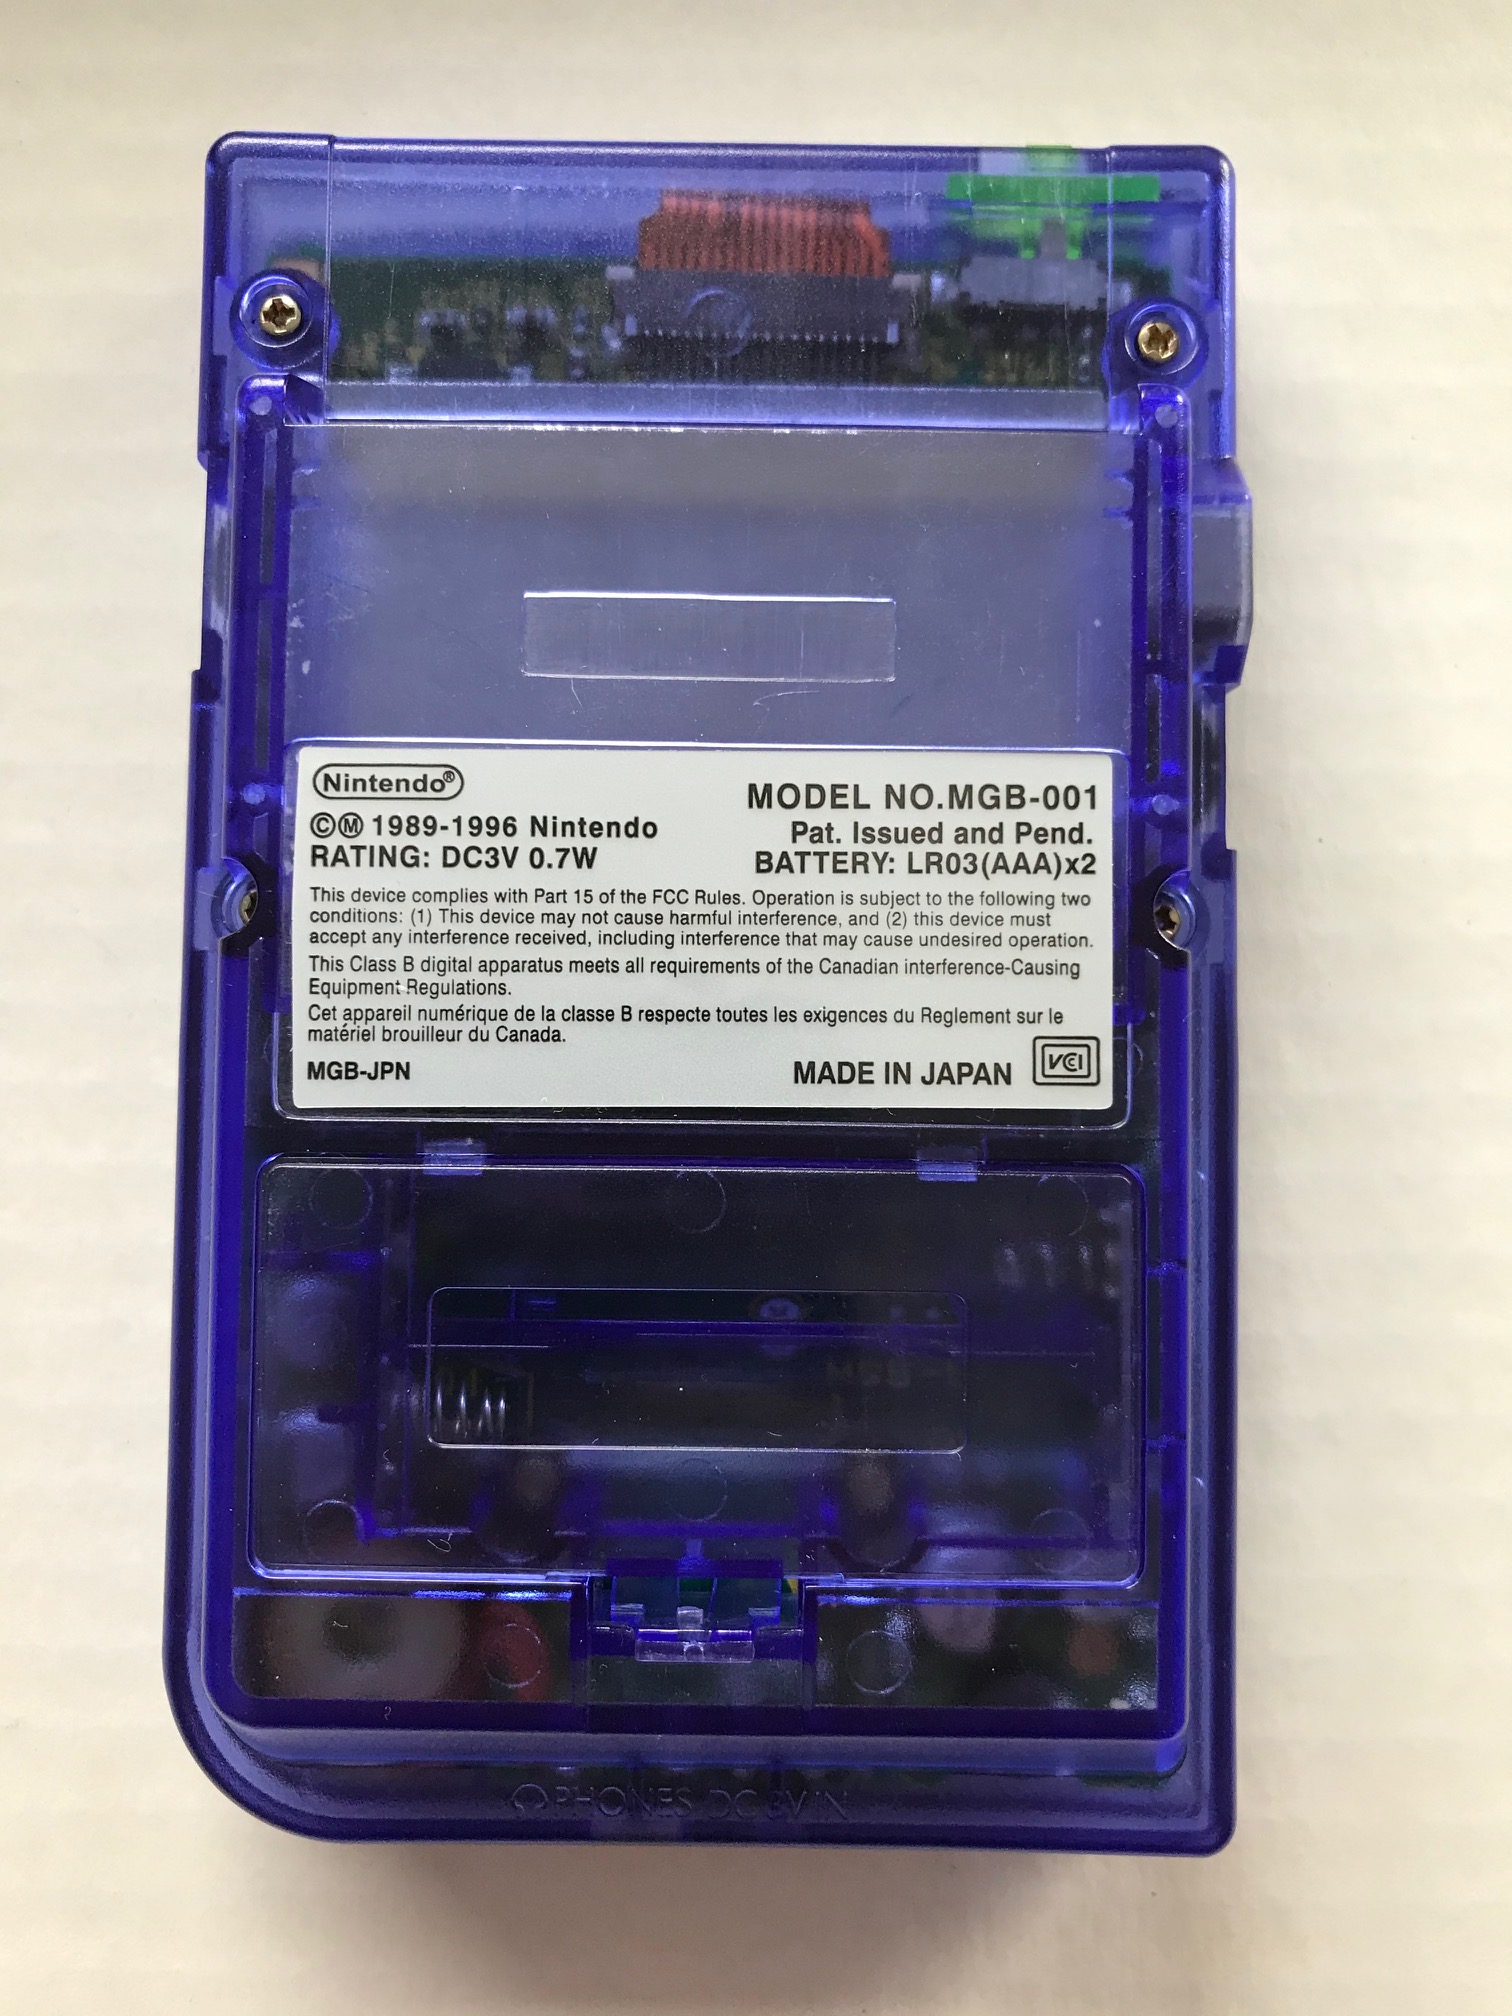 Nintendo®
©Ⓜ 1989-1996 Nintendo
RATING: DC3V 0.7W
MODEL NO.MGB-001
Pat. Issued and Pend.
BATTERY: LR03(AAA)x2
This device complies with Part 15 of the FCC Rules. Operation is subject to the following two
conditions: (1) This device may not cause harmful interference, and (2) this device must
accept any interference received, including interference that may cause undesired operation.
This Class B digital apparatus meets all requirements of the Canadian interference-Causing
Equipment Regulations.
Cet appareil numérique de la classe B respecte toutes les exigences du Reglement sur le
matériel brouilleur du Canada.
MGB-JPN
MADE IN JAPAN
VCI
PHONES DC 3V IN